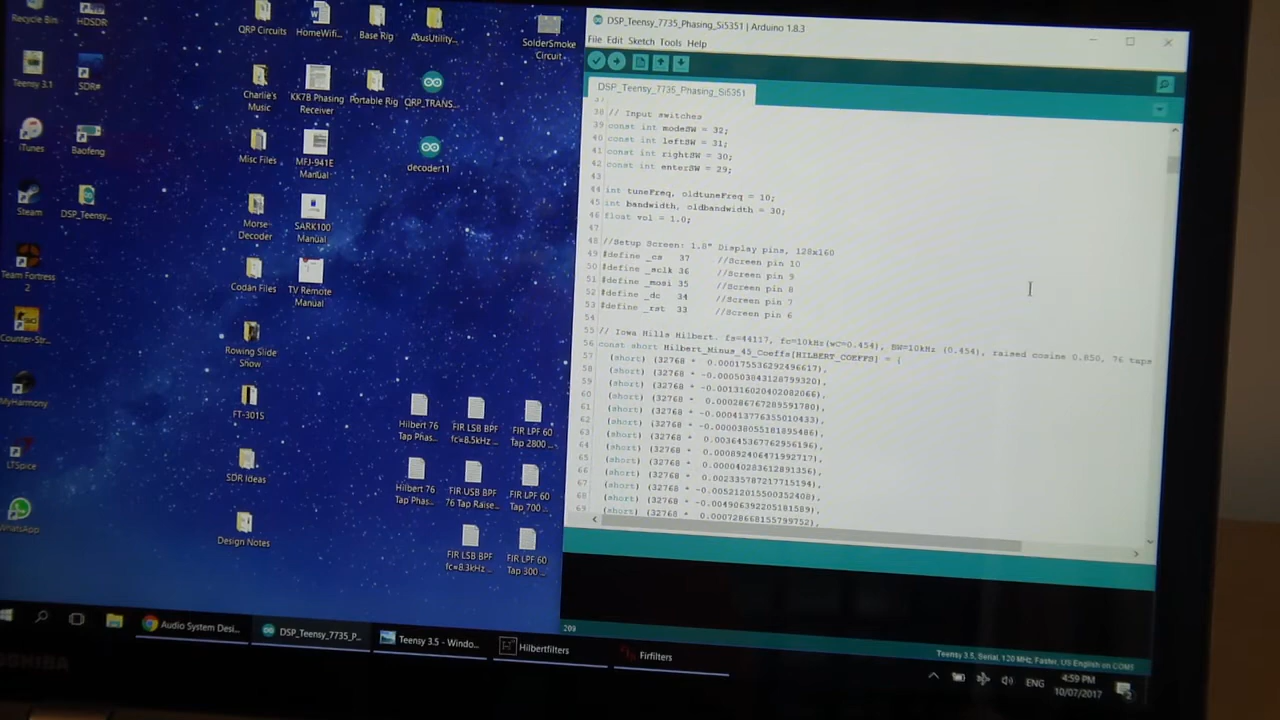 Recycle Bin
HDSDR
QRP Circuits
HomeWifi...
Base Rig
AsusUtility...
SolderSmoke
Circuit
Teensy 3.1
SDR#
Charlie's
Music
KK7B Phasing
Receiver
Portable Rig
QRP_TRANS...
iTunes
Baofeng
Misc Files
MFJ-941E
Manual
decoder11
Steam
DSP_Teensy...
Morse
Decoder
SARK100
Manual
Team Fortress
2
Codan Files
TV Remote
Manual
Counter-Str...
Rowing Slide
Show
MyHarmony
FT-301S
Hilbert 76
Tap Phas...
FIR LSB BPF
fc=8.5kHz...
FIR LPF 60
Tap 2800...
LTSpice
SDR Ideas
Hilbert 76
Tap Phas...
FIR USB BPF
76 Tap Raise...
FIR LPF 60
Tap 700...
WhatsApp
Design Notes
FIR LSB BPF
fc=8.3kHz...
FIR LPF 60
Tap 300...
DSP_Teensy_7735_Phasing_Si5351 | Arduino 1.8.3
File Edit Sketch Tools Help
DSP_Teensy_7735_Phasing_Si5351
37
38 // Input switches
39 const int modeSW = 32;
40 const int leftSW = 31;
41 const int rightSW = 30;
42 const int enterSW = 29;
43
44 int tuneFreq, oldtuneFreq = 10;
45 int bandwidth, oldbandwidth = 30;
46 float vol = 1.0;
47
48 //Setup Screen: 1.8" Display pins, 128x160
49 #define _cs 37 //Screen pin 10
50 #define _sclk 36 //Screen pin 9
51 #define _mosi 35 //Screen pin 8
52 #define _dc 34 //Screen pin 7
53 #define _rst 33 //Screen pin 6
54
55 // Iowa Hills Hilbert. fs=44117, fc=10kHz(wC=0.454), BW=10kHz (0.454), raised cosine 0.850, 76 taps
56 const short Hilbert_Minus_45_Coeffs[HILBERT_COEFFS] = {
57 (short) (32768 * 0.000175536292496617),
58 (short) (32768 * -0.000503843128799320),
59 (short) (32768 * -0.001316020402082066),
60 (short) (32768 * 0.000286767289591780),
61 (short) (32768 * -0.000413776355010433),
62 (short) (32768 * -0.000038055181895486),
63 (short) (32768 * 0.003645367762956196),
64 (short) (32768 * 0.000892406471992717),
65 (short) (32768 * 0.000040283612891356),
66 (short) (32768 * 0.002335787217715194),
67 (short) (32768 * -0.005212015500352408),
68 (short) (32768 * -0.004906392205181589),
69 (short) (32768 * 0.000728668155799752),
209
Teensy 3.5, Serial, 120 MHz, Faster, US English on COM5
Audio System Desi...
DSP_Teensy_7735_P...
Teensy 3.5 - Windo...
Hilbertfilters
Firfilters
ENG
4:59 PM
10/07/2017
TOSHIBA